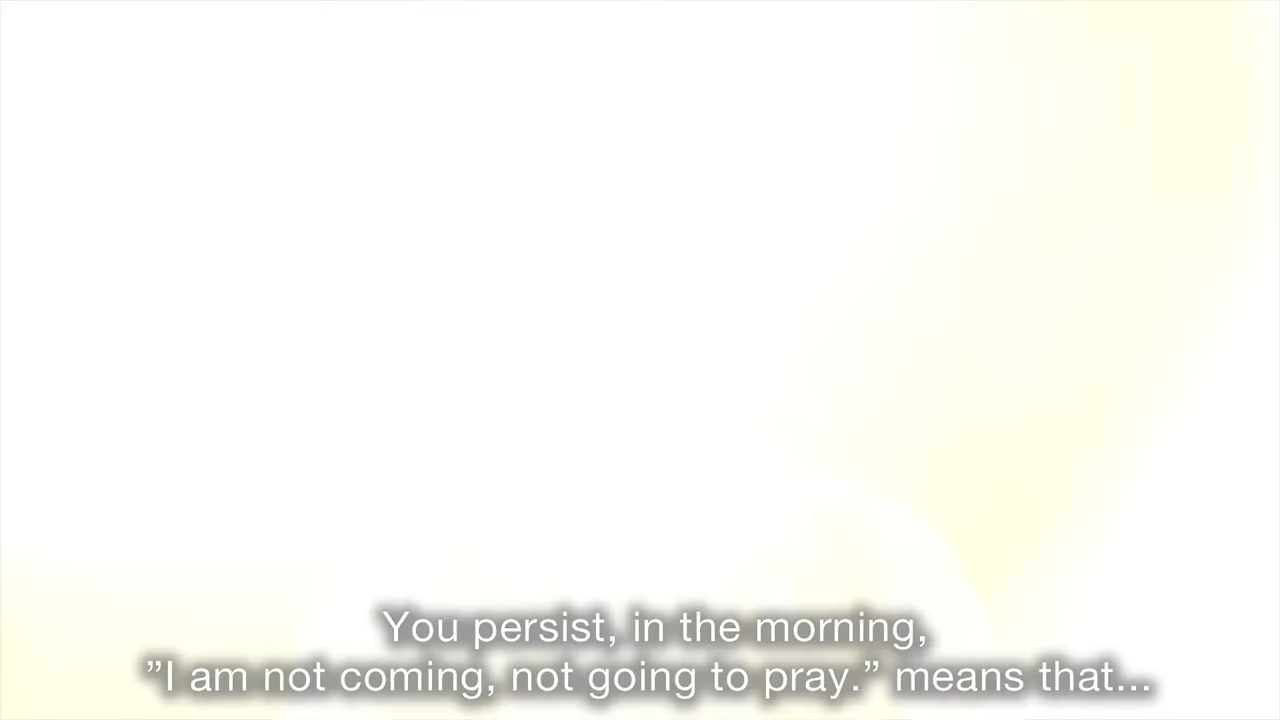 You persist, in the morning,
”I am not coming, not going to pray.” means that...